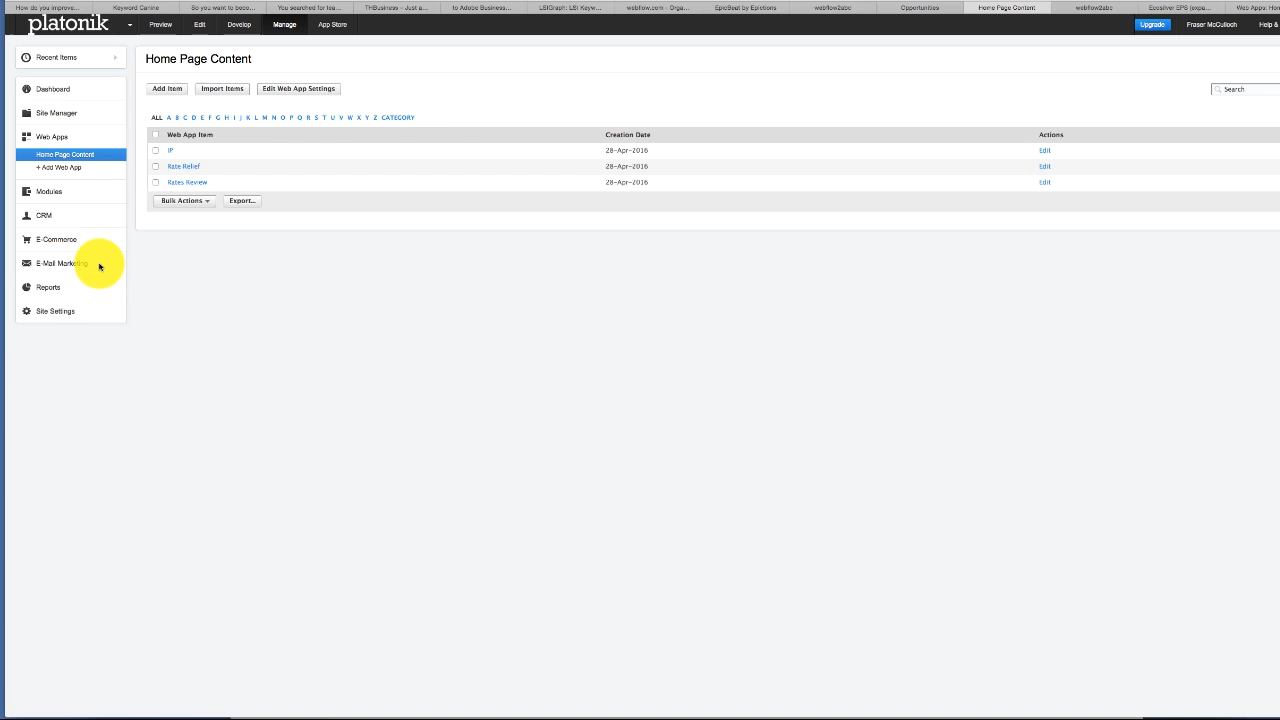 How do you improve... Keyword Canine So you want to beco... You searched for tea... THBusiness – Just a... to Adobe Business... LSIGraph: LSI Keyw... webflow.com - Orga... EpicBeat by Epictions webflow2abc Opportunities Home Page Content webflow2abc Ecosilver EPS (expa... Web Apps: Ho
platonik Preview Edit Develop Manage App Store Upgrade Fraser McCulloch Help &
Recent Items
Home Page Content
Dashboard
Add Item Import Items Edit Web App Settings Search
Site Manager
ALL A B C D E F G H I J K L M N O P Q R S T U V W X Y Z CATEGORY
Web Apps
Web App Item Creation Date Actions
Home Page Content
IP 28-Apr-2016 Edit
+ Add Web App
Rate Relief 28-Apr-2016 Edit
Rates Review 28-Apr-2016 Edit
Modules
Bulk Actions Export...
CRM
E-Commerce
E-Mail Marketing
Reports
Site Settings